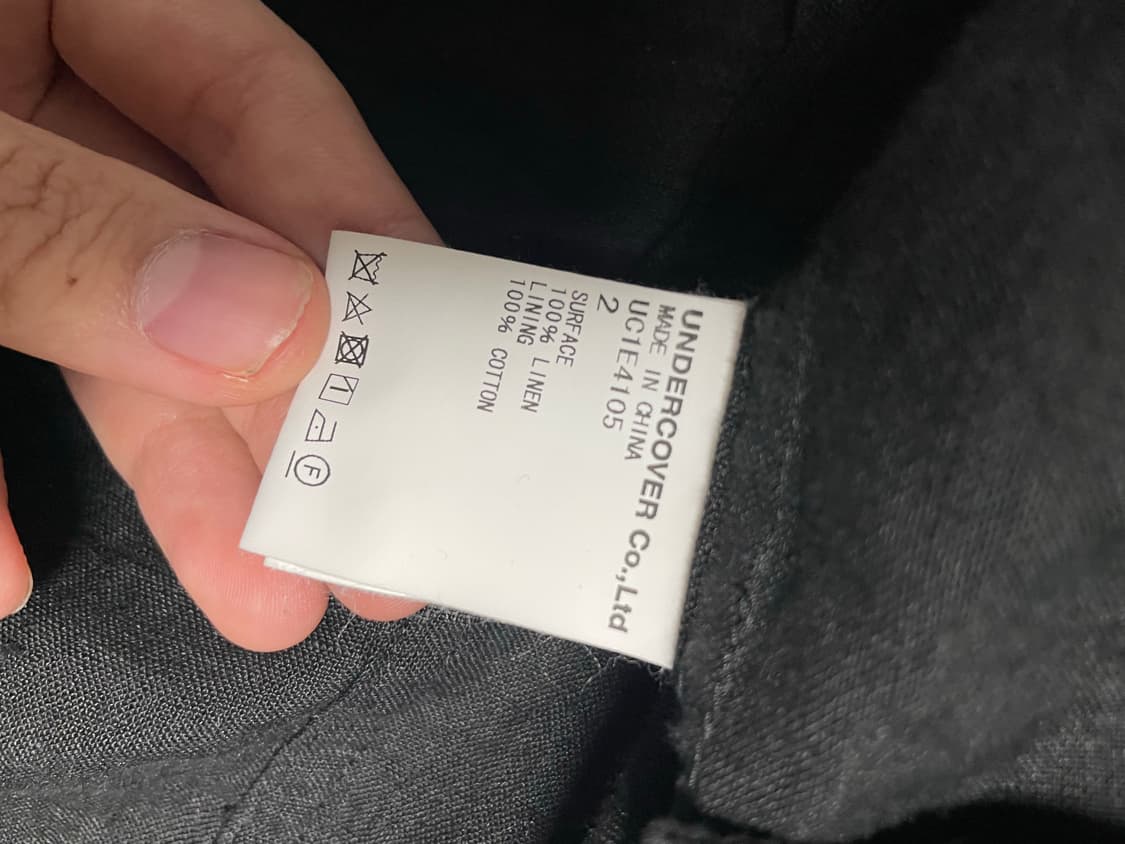 UNDERCOVER Co.,Ltd
MADE IN CHINA
UC1E4105
2
SURFACE
100% LINEN
LINING
100% COTTON
F